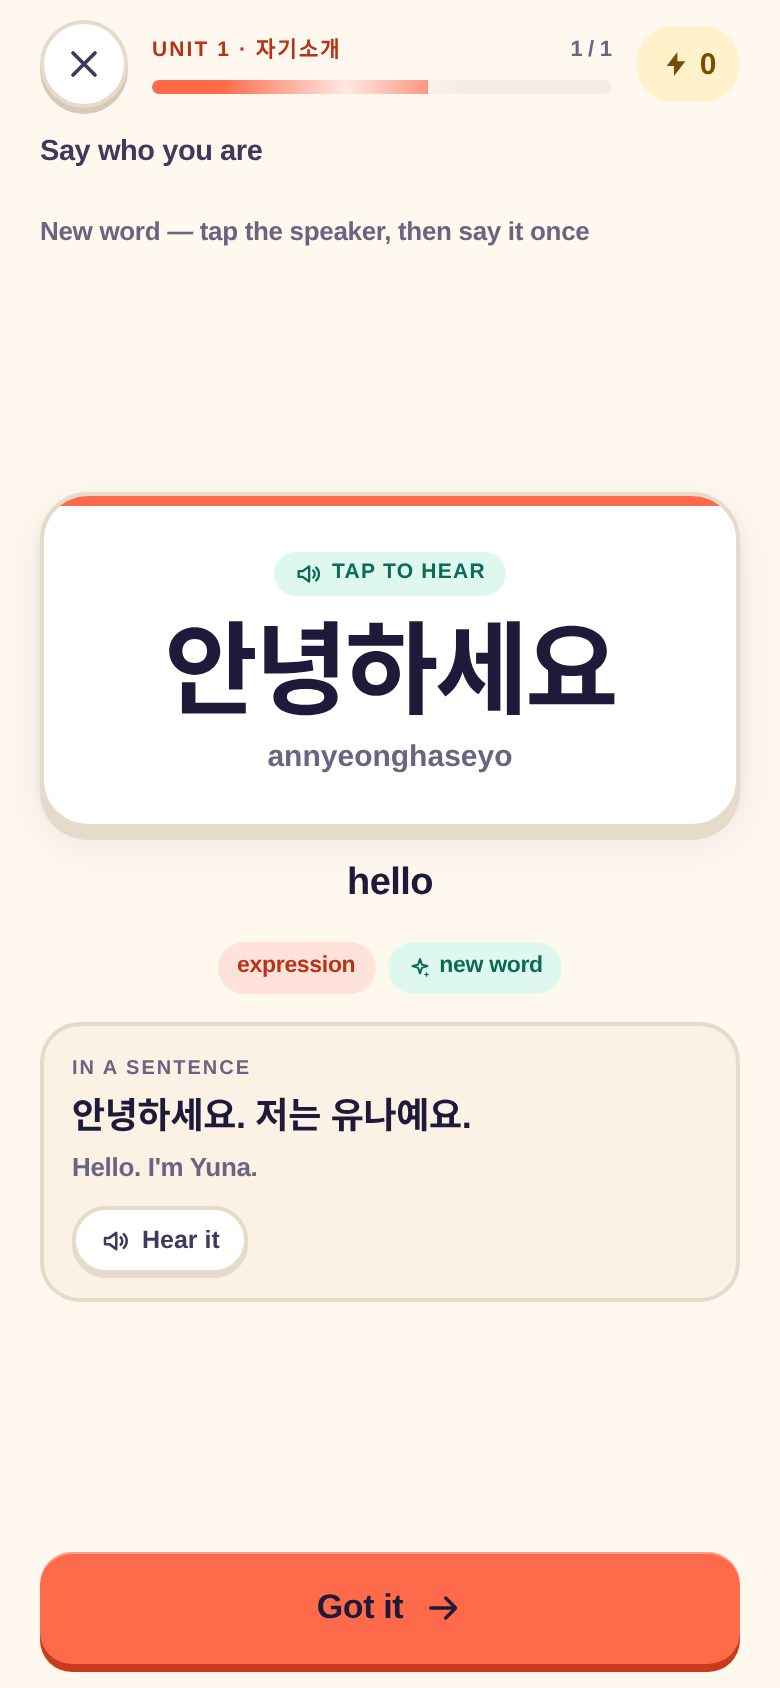 UNIT 1 · 자기소개
1 / 1
0
Say who you are
New word — tap the speaker, then say it once
TAP TO HEAR
안녕하세요
annyeonghaseyo
hello
expression
new word
IN A SENTENCE
안녕하세요. 저는 유나예요.
Hello. I'm Yuna.
Hear it
Got it